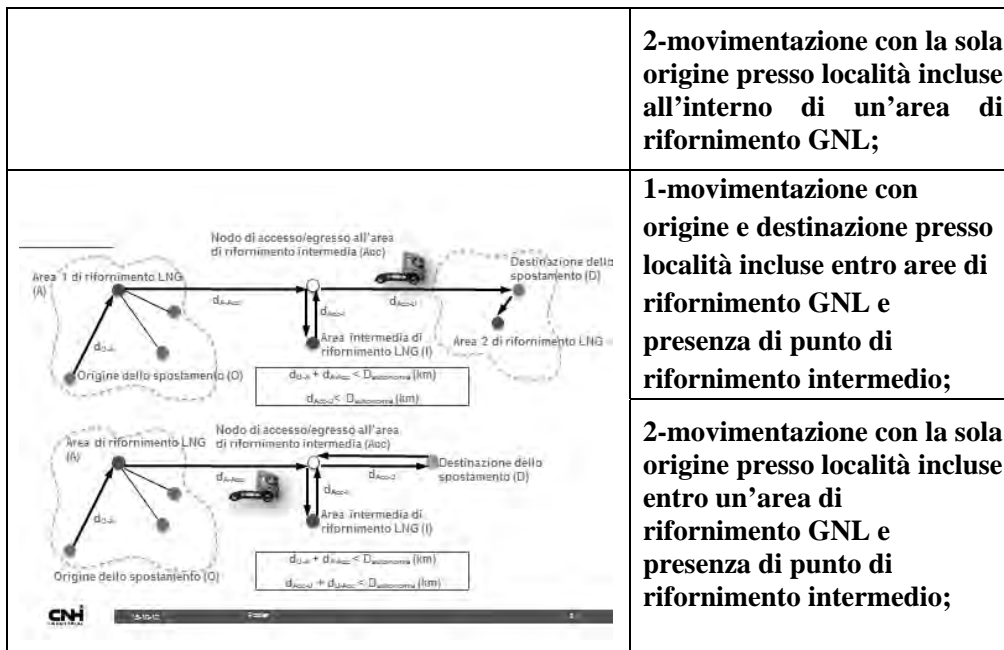 2-movimentazione con la sola
origine presso località incluse
all'interno di un'area di
rifornimento GNL;
Nodo di accesso/egresso all'area
di rifornimento intermedia (Acc)
Destinazione dello
spostamento (D)
Area 1 di rifornimento LNG
(A)
Area intermedia di
rifornimento LNG (I)
Area 2 di rifornimento LNG
Origine dello spostamento (O)
1-movimentazione con
origine e destinazione presso
località incluse entro aree di
rifornimento GNL e
presenza di punto di
rifornimento intermedio;
Nodo di accesso/egresso all'area
di rifornimento intermedia (Acc)
Area di rifornimento LNG
(A)
Destinazione dello
spostamento (D)
Area intermedia di
rifornimento LNG (I)
Origine dello spostamento (O)
CNH
2-movimentazione con la sola
origine presso località incluse
entro un'area di
rifornimento GNL e
presenza di punto di
rifornimento intermedio;